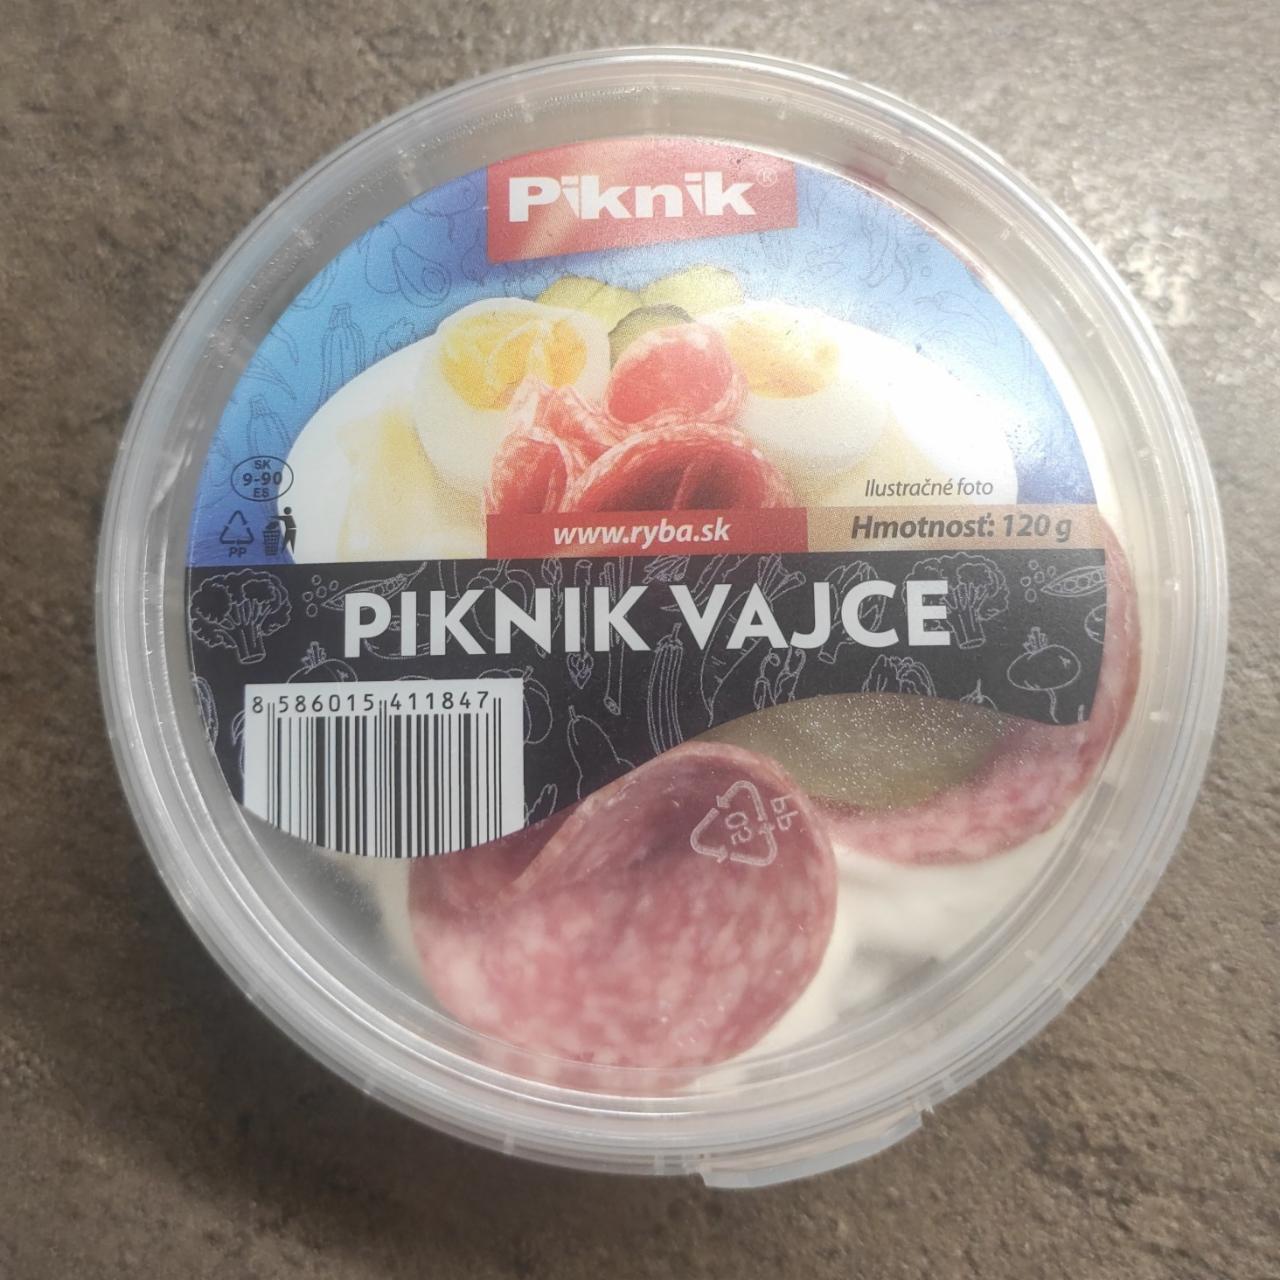 Piknik®
SK
9-90
ES
PP
Ilustračné foto
www.ryba.sk
Hmotnosť: 120 g
PIKNIK VAJCE
8 586015 411847
05
PP